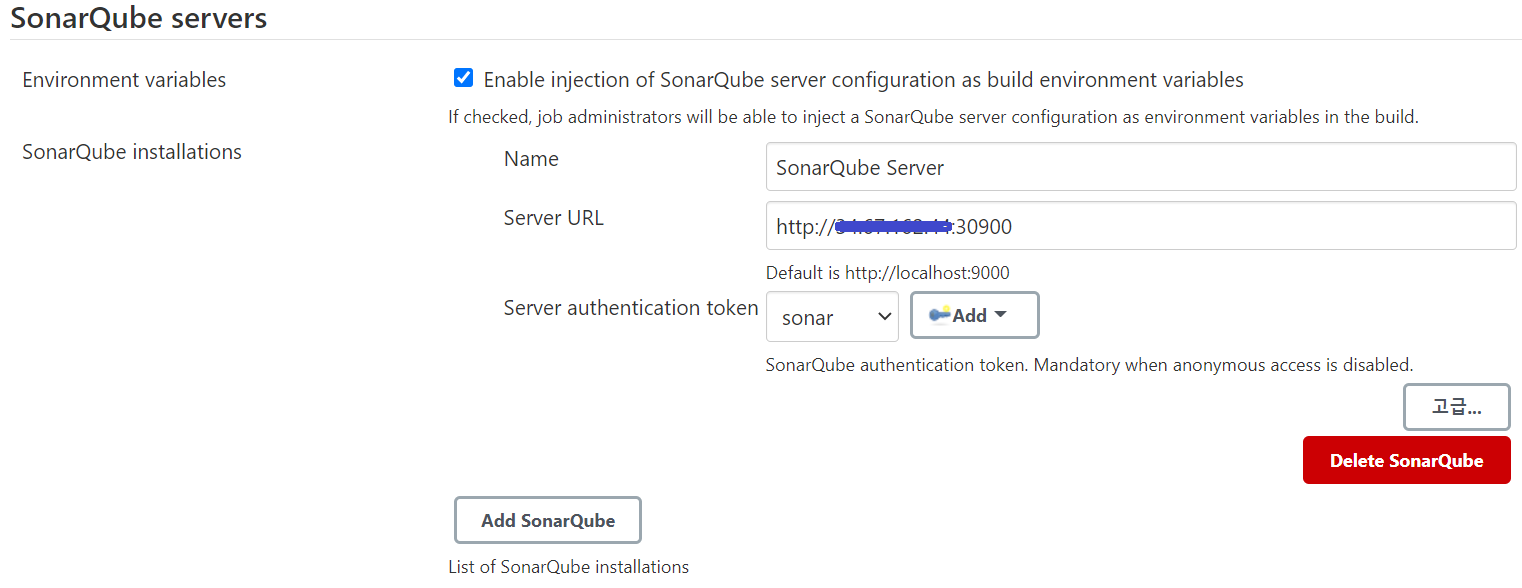 SonarQube servers
Environment variables
Enable injection of SonarQube server configuration as build environment variables
If checked, job administrators will be able to inject a SonarQube server configuration as environment variables in the build.
SonarQube installations
Name
SonarQube Server
Server URL
http:// :30900
Default is http://localhost:9000
Server authentication token
sonar
Add
SonarQube authentication token. Mandatory when anonymous access is disabled.
고급...
Delete SonarQube
Add SonarQube
List of SonarQube installations